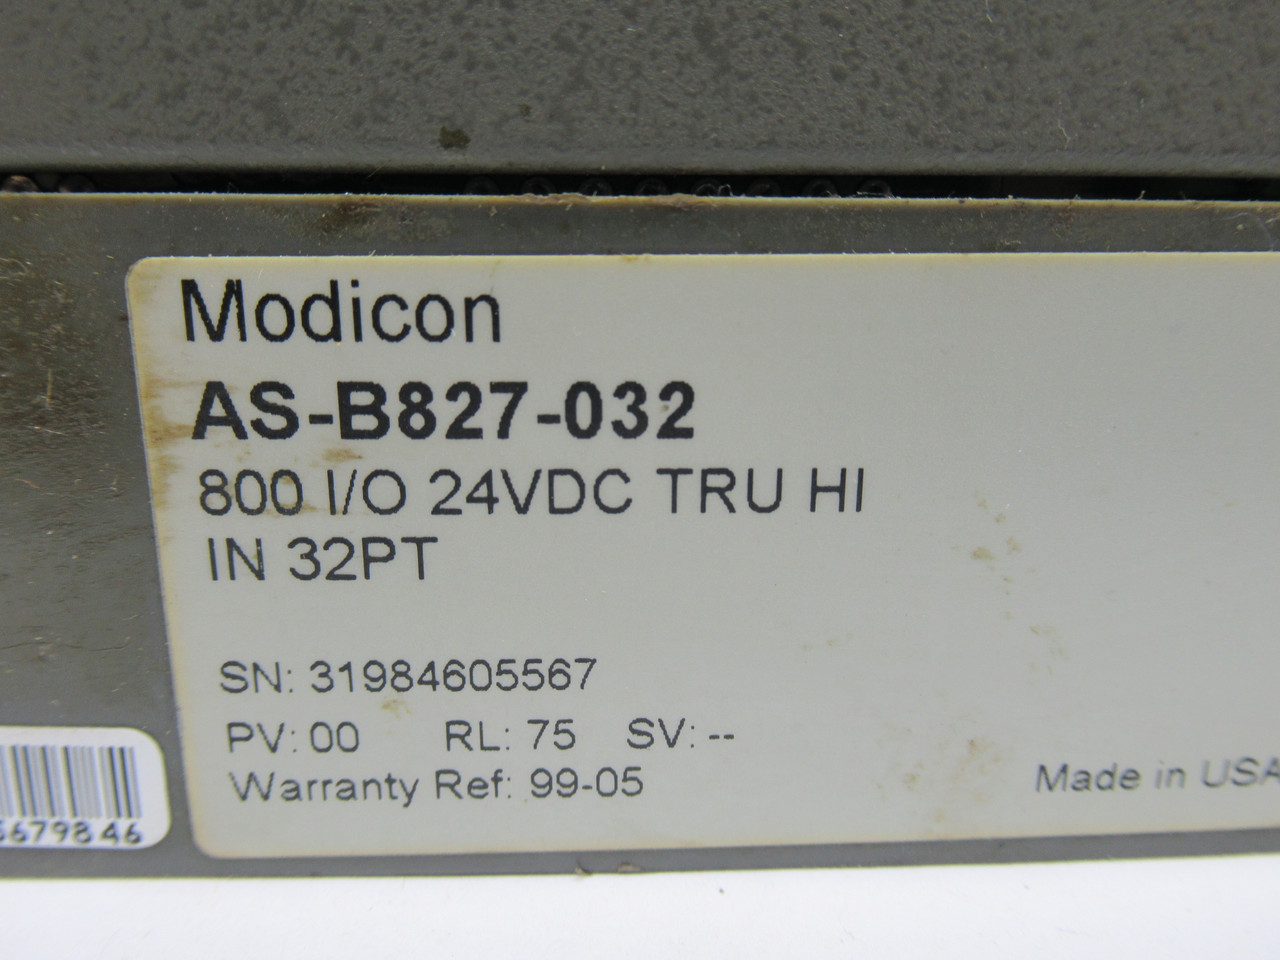 Modicon
AS-B827-032
800 I/O 24VDC TRU HI
IN 32PT
SN: 31984605567
PV: 00 RL: 75 SV: --
Warranty Ref: 99-05
Made in USA
679846